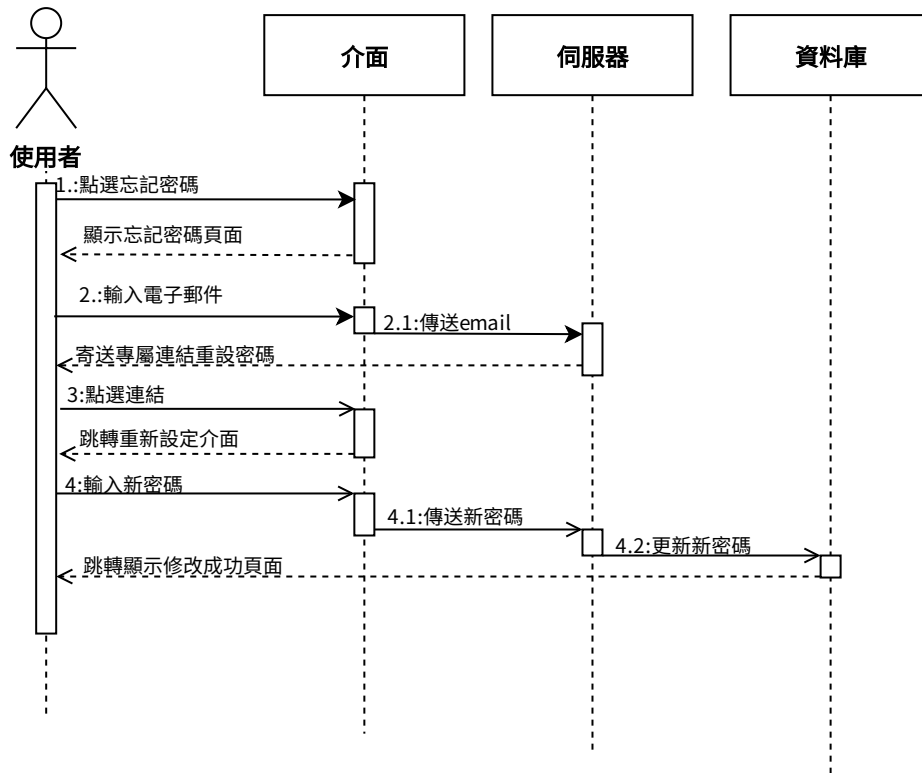 介面
伺服器
資料庫
使用者
1.:點選忘記密碼
顯示忘記密碼頁面
2.:輸入電子郵件
2.1:傳送email
寄送專屬連結重設密碼
3:點選連結
跳轉重新設定介面
4:輸入新密碼
4.1:傳送新密碼
4.2:更新新密碼
跳轉顯示修改成功頁面